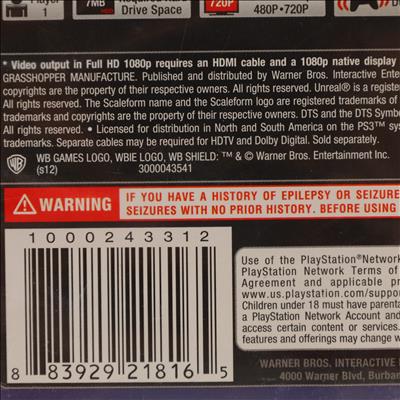 Player
1
7MB
Required Hard
Drive Space
720P
480P•720P
* Video output in Full HD 1080p requires an HDMI cable and a 1080p native display
GRASSHOPPER MANUFACTURE. Published and distributed by Warner Bros. Interactive Enter
copyrights are the property of their respective owners. All rights reserved. Unreal® is a regist
All rights reserved. The Scaleform name and the Scaleform logo are registered trademarks of
trademarks and copyrights are the property of their respective owners. DTS and the DTS Symbol
All rights reserved. • Licensed for distribution in North and South America on the PS3™ syst
trademark. Separate cables may be required for HDTV and Dolby Digital. Sold separately.
WB
WB GAMES LOGO, WBIE LOGO, WB SHIELD: ™ & © Warner Bros. Entertainment Inc.
(s12)
3000043541
WARNING
IF YOU HAVE A HISTORY OF EPILEPSY OR SEIZURE
SEIZURES WITH NO PRIOR HISTORY. BEFORE USING
1000243312
8 83929 21816 5
Use of the PlayStation®Network
PlayStation Network Terms of
Agreement and applicable pr
www.us.playstation.com/suppo
Children under 18 must have parenta
a PlayStation Network Account and
access certain content or services.
features and offerings may change w
WARNER BROS. INTERACTIVE
4000 Warner Blvd, Burban